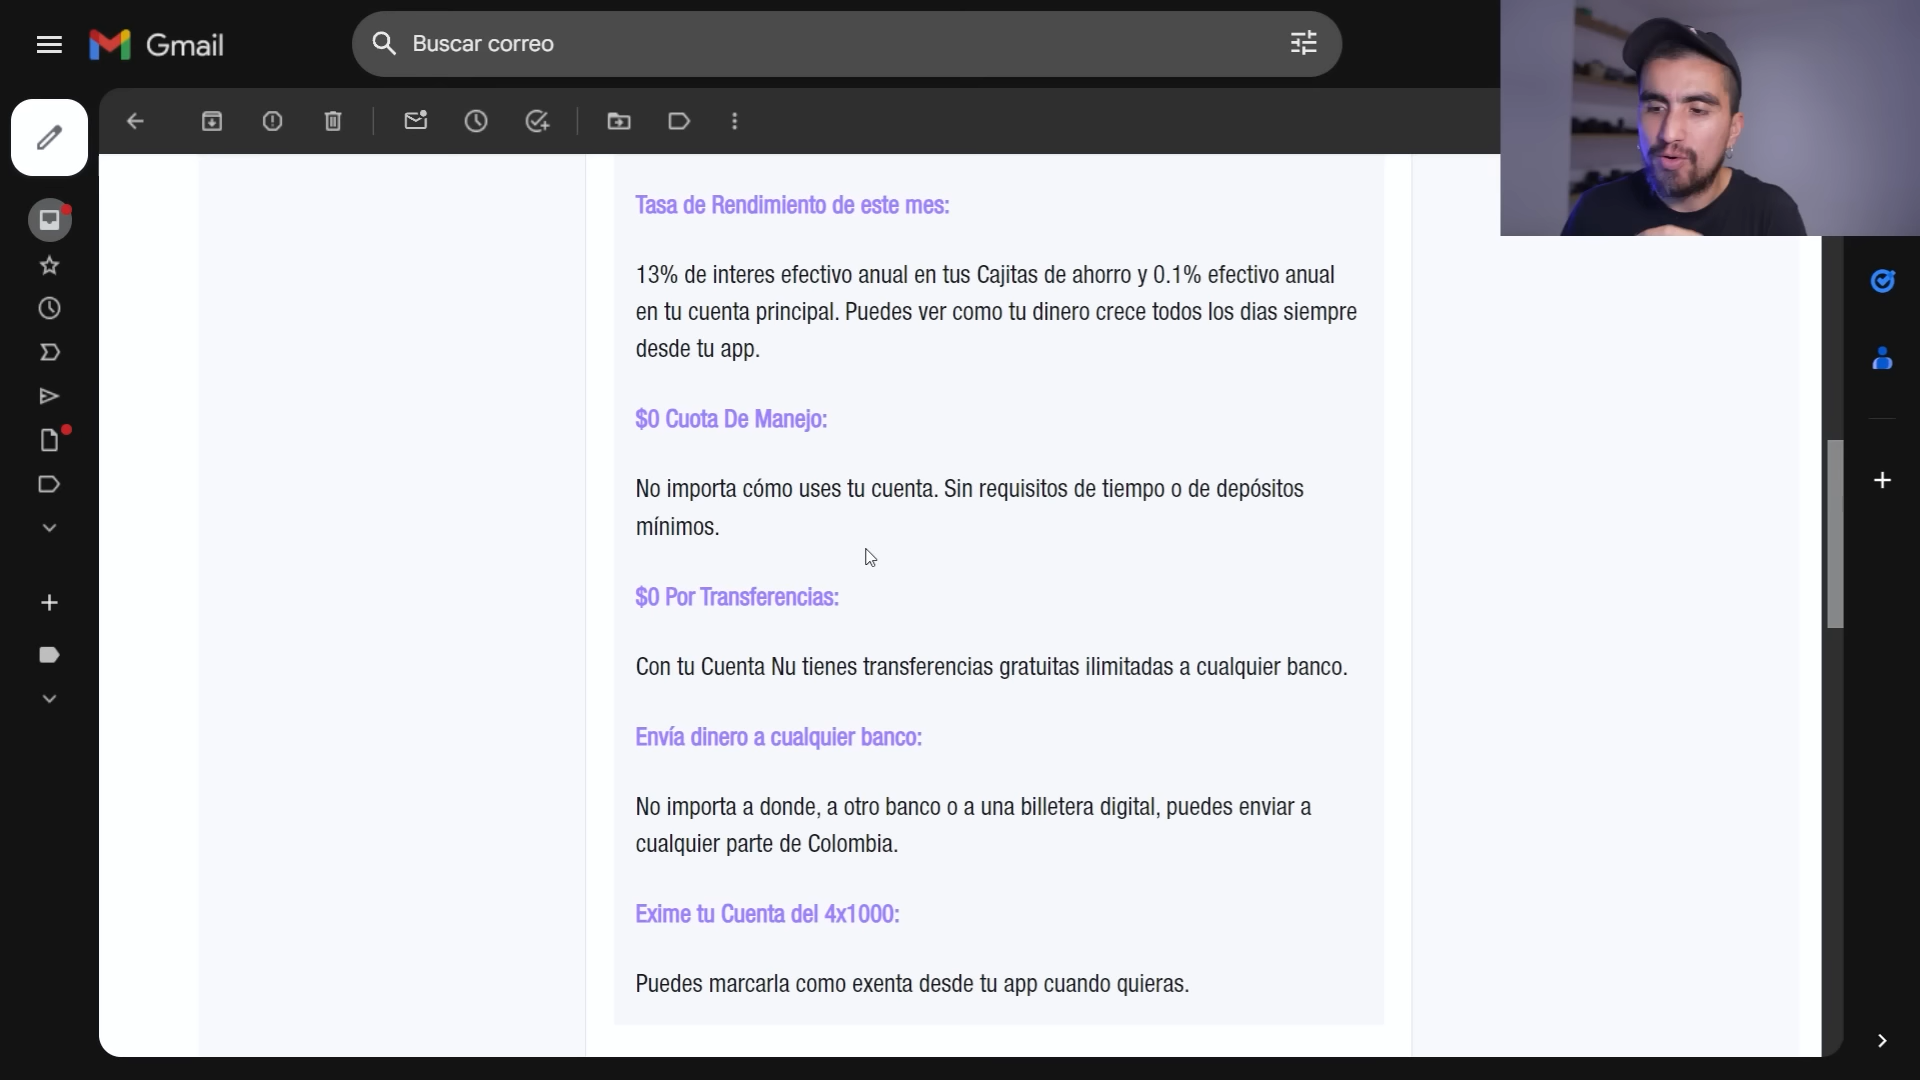 Gmail
Buscar correo
Tasa de Rendimiento de este mes:
13% de interes efectivo anual en tus Cajitas de ahorro y 0.1% efectivo anual
en tu cuenta principal. Puedes ver como tu dinero crece todos los dias siempre
desde tu app.
$0 Cuota De Manejo:
No importa cómo uses tu cuenta. Sin requisitos de tiempo o de depósitos
mínimos.
$0 Por Transferencias:
Con tu Cuenta Nu tienes transferencias gratuitas ilimitadas a cualquier banco.
Envía dinero a cualquier banco:
No importa a donde, a otro banco o a una billetera digital, puedes enviar a
cualquier parte de Colombia.
Exime tu Cuenta del 4x1000:
Puedes marcarla como exenta desde tu app cuando quieras.